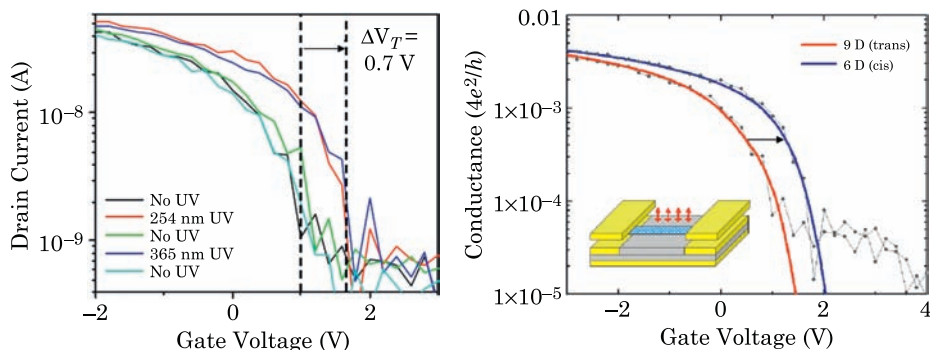 ΔV_T =
0.7 V
Drain Current (A)
10⁻⁸
10⁻⁹
No UV
254 nm UV
No UV
365 nm UV
No UV
−2
0
2
Gate Voltage (V)
Conductance (4e²/h)
0.01
1×10⁻³
1×10⁻⁴
1×10⁻⁵
9 D (trans)
6 D (cis)
−2
0
2
4
Gate Voltage (V)